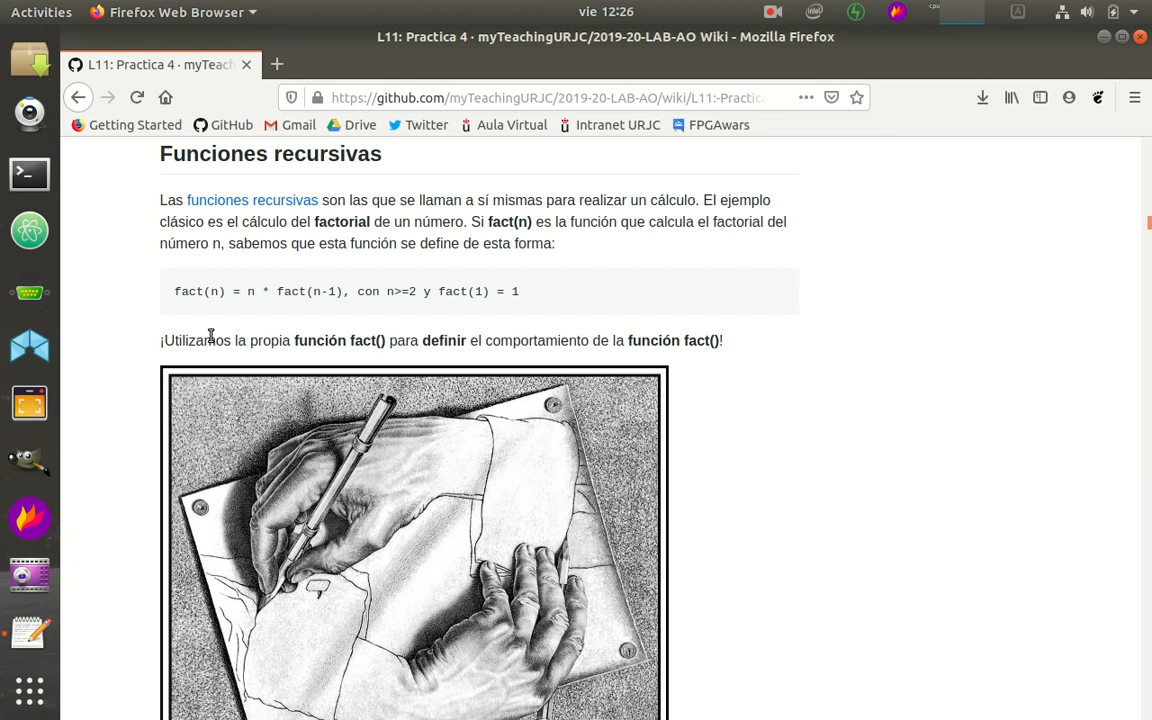 Activities Firefox Web Browser vie 12:26 cpu A
L11: Practica 4 · myTeachingURJC/2019-20-LAB-AO Wiki - Mozilla Firefox
L11: Practica 4 · myTeach
https://github.com/myTeachingURJC/2019-20-LAB-AO/wiki/L11:-Practica
Getting Started GitHub Gmail Drive Twitter Aula Virtual Intranet URJC FPGAwars
Funciones recursivas
Las funciones recursivas son las que se llaman a sí mismas para realizar un cálculo. El ejemplo
clásico es el cálculo del factorial de un número. Si fact(n) es la función que calcula el factorial del
número n, sabemos que esta función se define de esta forma:
fact(n) = n * fact(n-1), con n>=2 y fact(1) = 1
¡Utilizamos la propia función fact() para definir el comportamiento de la función fact()!